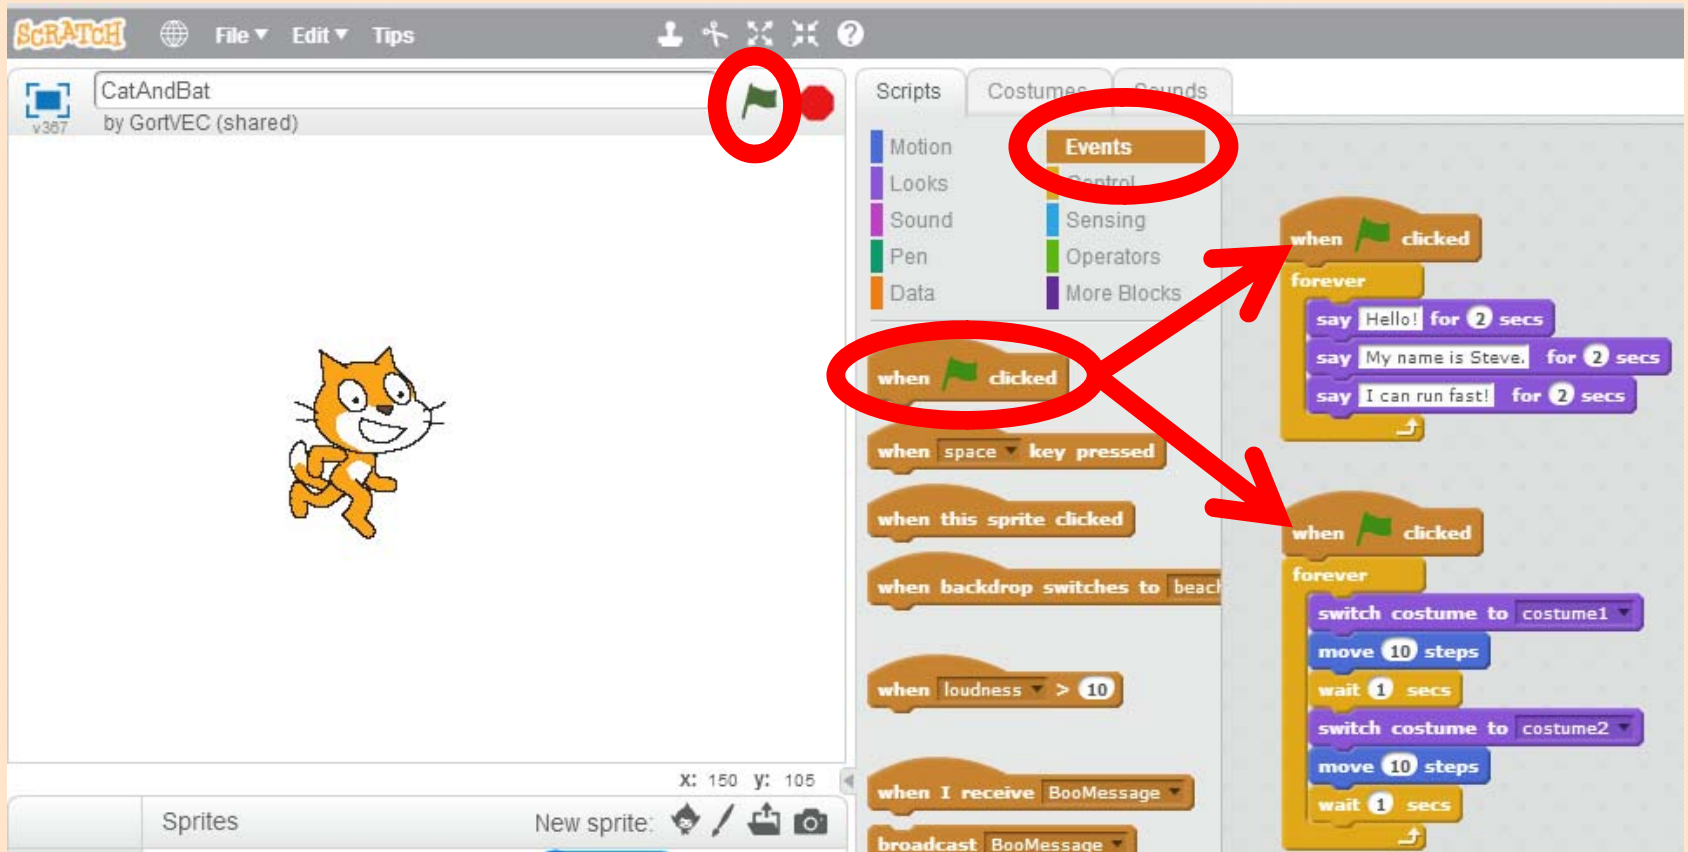 SCRATCH File Edit Tips
CatAndBat
v367
by GortVEC (shared)
Scripts Costumes Sounds
Motion Events
Looks Control
Sound Sensing
Pen Operators
Data More Blocks
when clicked
when space key pressed
when this sprite clicked
when backdrop switches to beach
when loudness > 10
when I receive BooMessage
broadcast BooMessage
when clicked
forever
say Hello! for 2 secs
say My name is Steve. for 2 secs
say I can run fast! for 2 secs
when clicked
forever
switch costume to costume1
move 10 steps
wait 1 secs
switch costume to costume2
move 10 steps
wait 1 secs
x: 150 y: 105
Sprites New sprite: